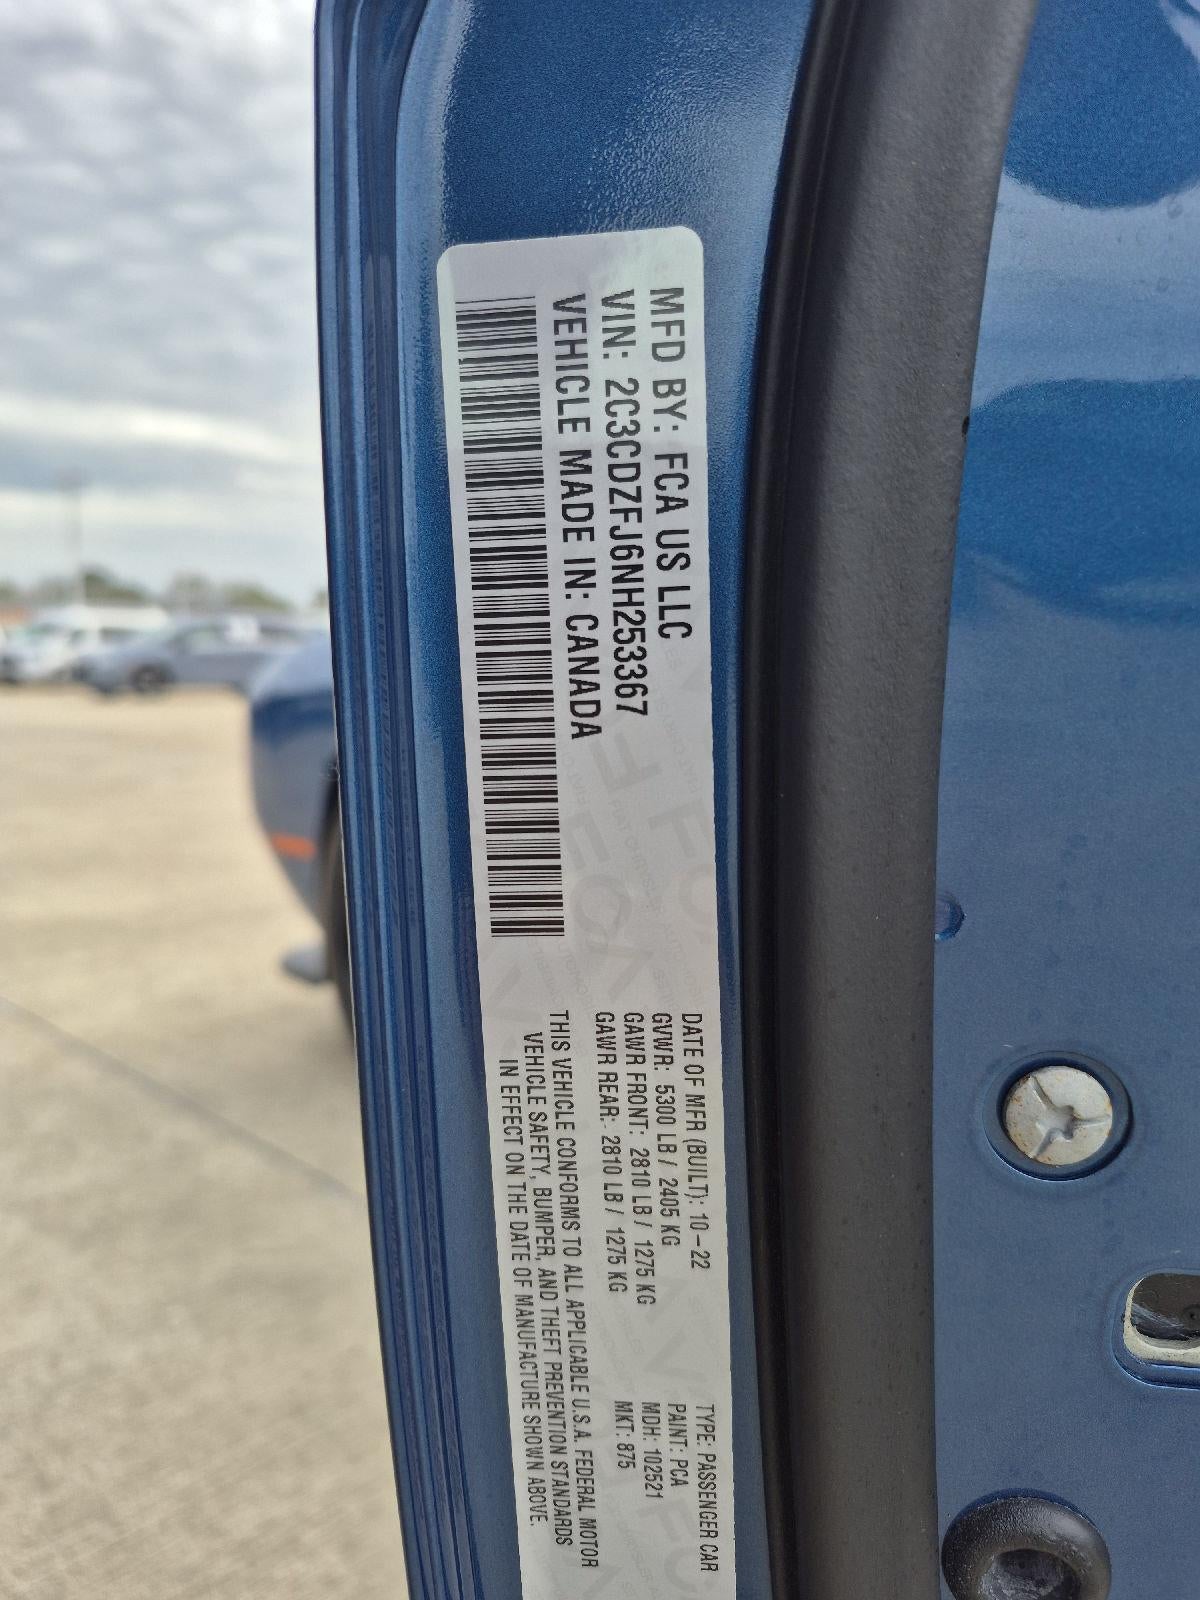 MFD BY: FCA US LLC
VIN: 2C3CDZFJ6NH253367
VEHICLE MADE IN: CANADA
DATE OF MFR (BUILT): 10-22
GVWR: 5300 LB / 2405 KG
GAWR FRONT: 2810 LB / 1275 KG
GAWR REAR: 2810 LB / 1275 KG
THIS VEHICLE CONFORMS TO ALL APPLICABLE U.S.A. FEDERAL MOTOR
VEHICLE SAFETY, BUMPER, AND THEFT PREVENTION STANDARDS
IN EFFECT ON THE DATE OF MANUFACTURE SHOWN ABOVE.
TYPE: PASSENGER CAR
PAINT: PCA
MDH: 102521
MKT: 875